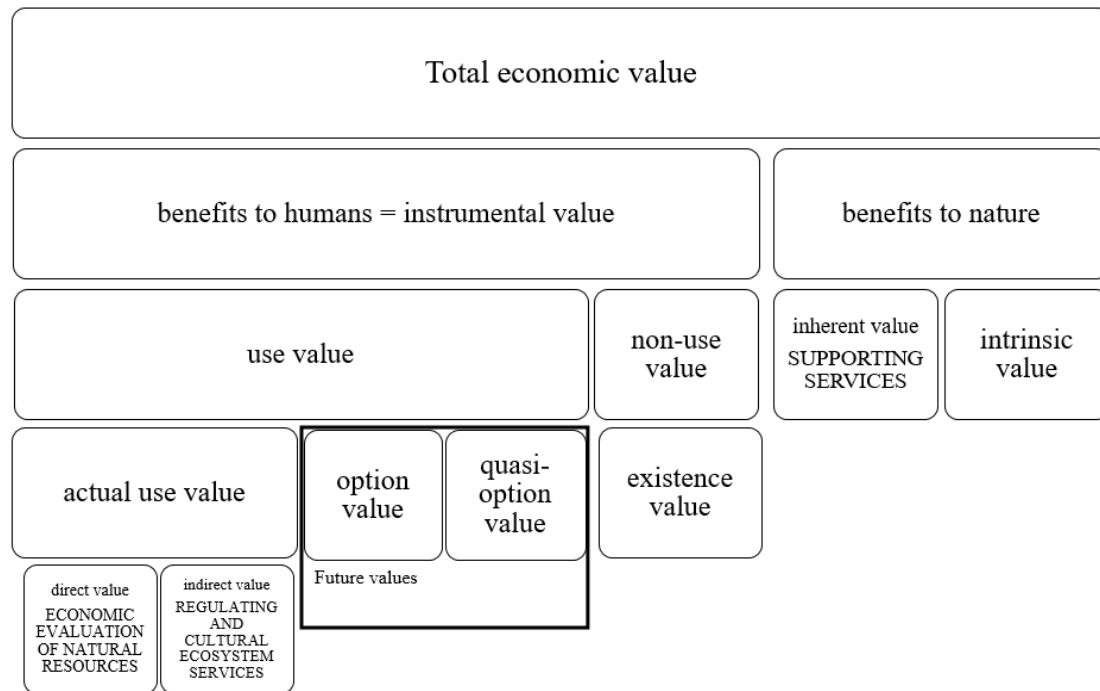 Total economic value
benefits to humans = instrumental value
benefits to nature
use value
non-use
value
inherent value
SUPPORTING
SERVICES
intrinsic
value
actual use value
option
value
quasi-
option
value
existence
value
Future values
direct value
ECONOMIC
EVALUATION
OF NATURAL
RESOURCES
indirect value
REGULATING
AND
CULTURAL
ECOSYSTEM
SERVICES